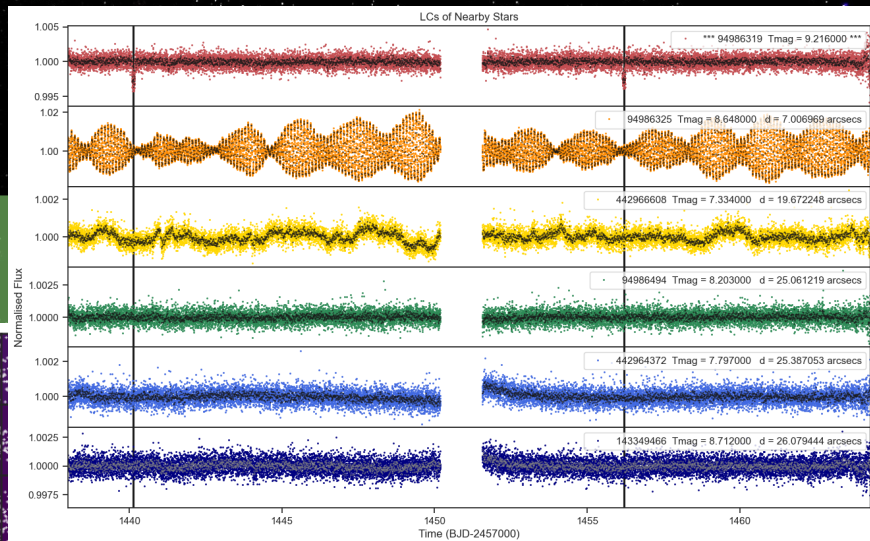 LCs of Nearby Stars
*** 94986319 Tmag = 9.216000 ***
1.005
1.000
0.995
94986325 Tmag = 8.648000 d = 7.006969 arcsecs
1.02
1.00
442966608 Tmag = 7.334000 d = 19.672248 arcsecs
1.002
1.000
94986494 Tmag = 8.203000 d = 25.061219 arcsecs
1.0025
1.0000
442964372 Tmag = 7.797000 d = 25.387053 arcsecs
1.002
1.000
143349466 Tmag = 8.712000 d = 26.079444 arcsecs
1.0025
1.0000
0.9975
Normalised Flux
1440 1445 1450 1455 1460
Time (BJD-2457000)